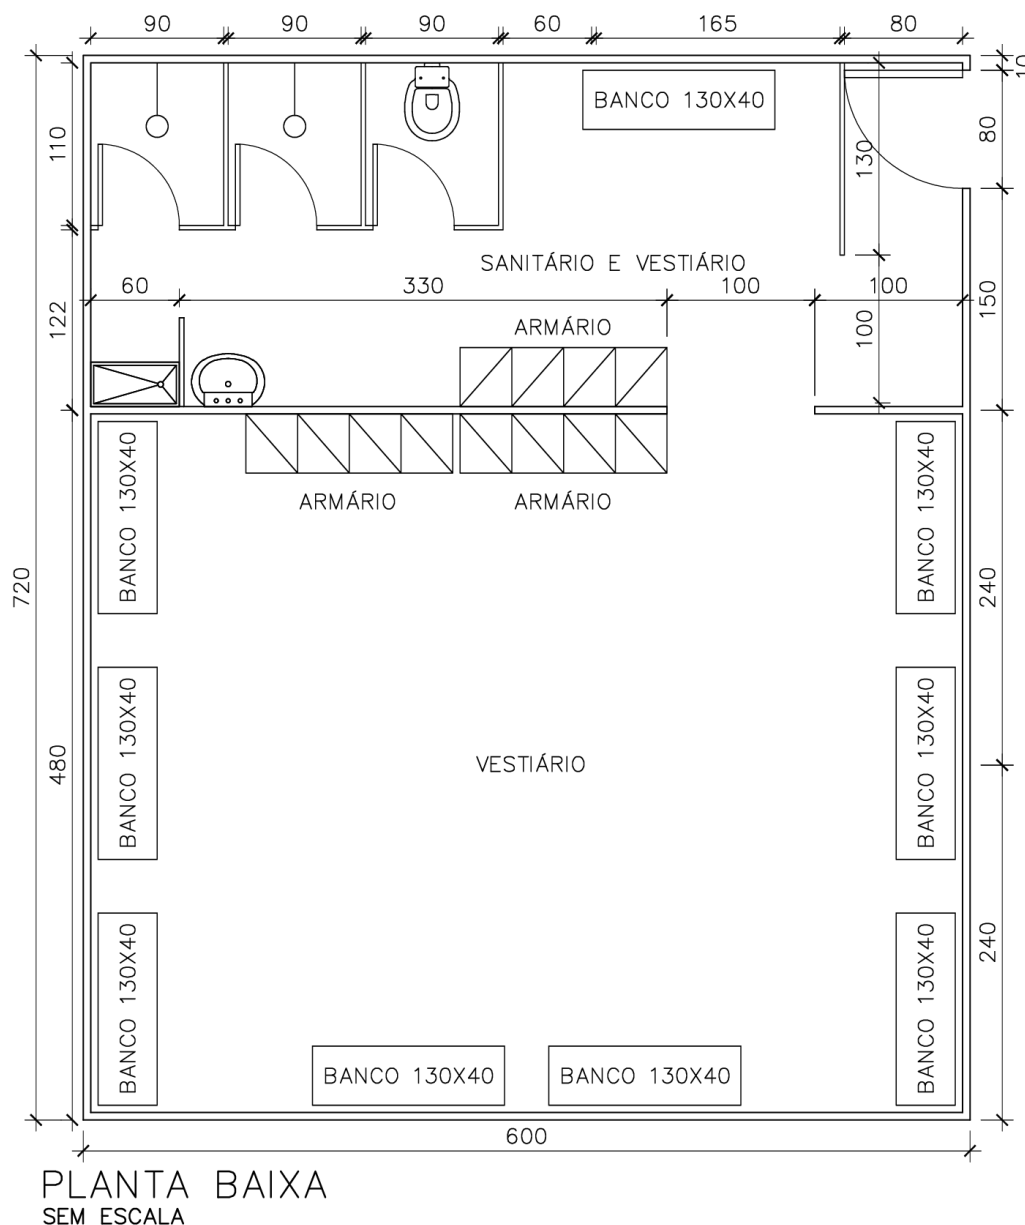 90 90 90 60 165 80
10
BANCO 130X40
110
130
80
SANITÁRIO E VESTIÁRIO
60 330 100 100
122
100
150
ARMÁRIO
ARMÁRIO ARMÁRIO
BANCO 130X40
BANCO 130X40
720
240
BANCO 130X40
BANCO 130X40
480
VESTIÁRIO
240
BANCO 130X40
BANCO 130X40
BANCO 130X40 BANCO 130X40
600
PLANTA BAIXA
SEM ESCALA